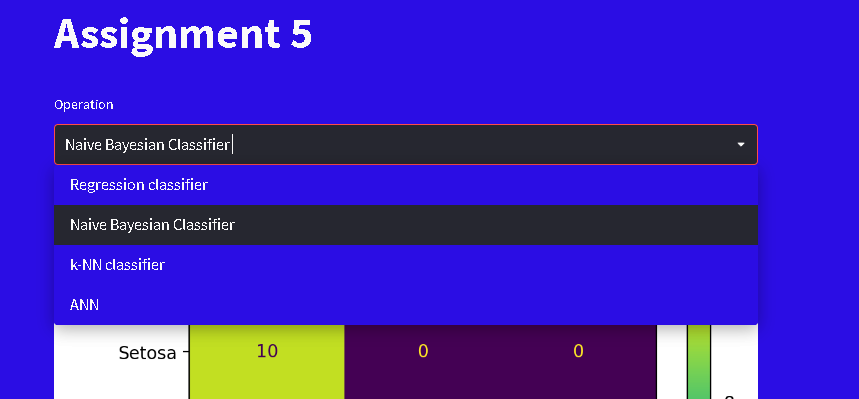 Assignment 5
Operation
Naive Bayesian Classifier
Regression classifier
Naive Bayesian Classifier
k-NN classifier
ANN
Setosa 10 0 0